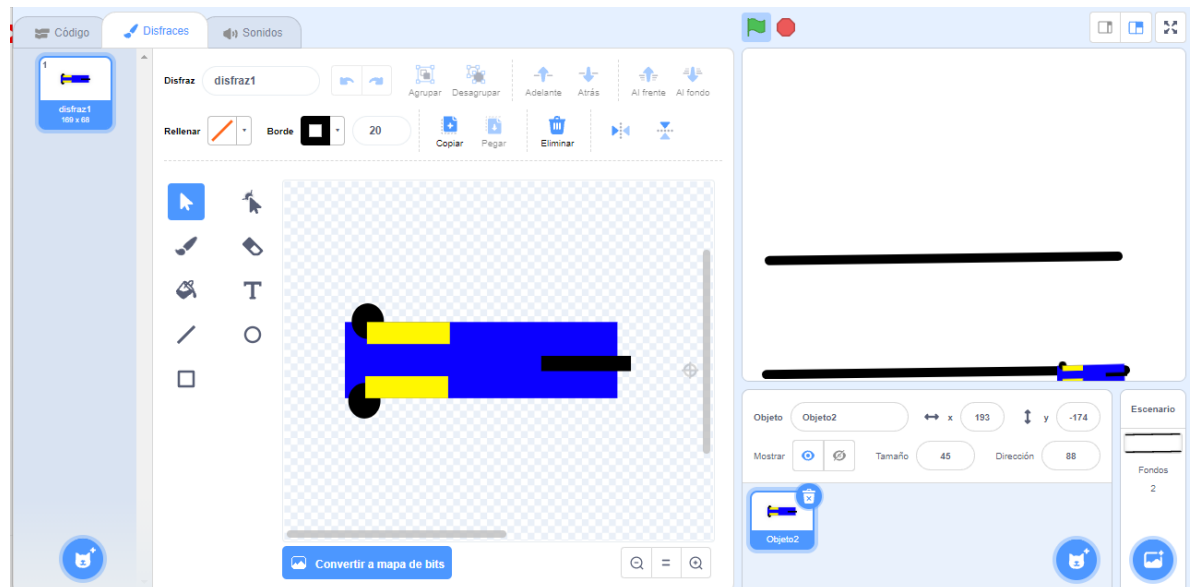 Código
Disfraces
Sonidos
1
disfraz1
169 x 68
Disfraz
disfraz1
Agrupar
Desagrupar
Adelante
Atrás
Al frente
Al fondo
Rellenar
Borde
20
Copiar
Pegar
Eliminar
T
Convertir a mapa de bits
Objeto
Objeto2
x
193
y
-174
Mostrar
Tamaño
45
Dirección
88
Objeto2
Escenario
Fondos
2